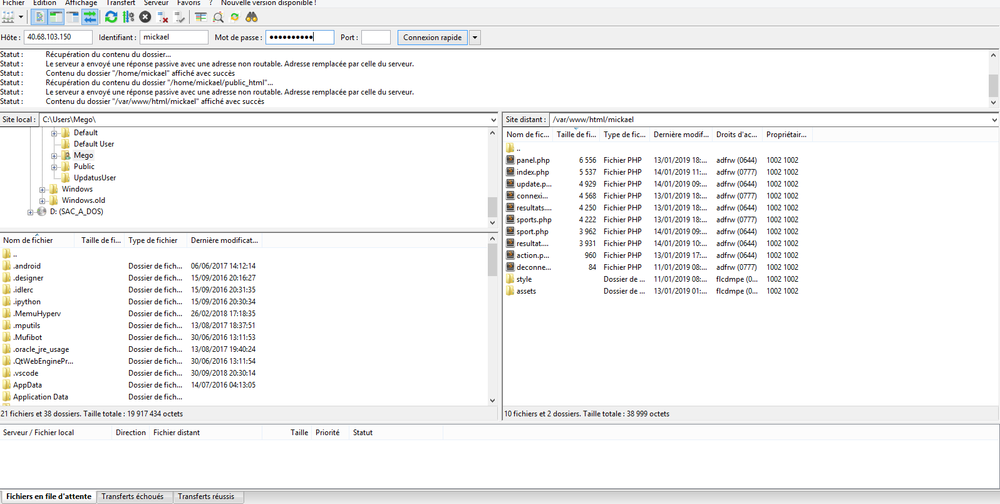 Fichier Edition Affichage Transfert Serveur Favoris ? Nouvelle version disponible !
Hôte : 40.68.103.150 Identifiant : mickael Mot de passe : ●●●●●●●●●● Port : Connexion rapide
Statut : Récupération du contenu du dossier...
Statut : Le serveur a envoyé une réponse passive avec une adresse non routable. Adresse remplacée par celle du serveur.
Statut : Contenu du dossier "/home/mickael" affiché avec succès
Statut : Récupération du contenu du dossier "/home/mickael/public_html"...
Statut : Le serveur a envoyé une réponse passive avec une adresse non routable. Adresse remplacée par celle du serveur.
Statut : Contenu du dossier "/var/www/html/mickael" affiché avec succès
Site local : C:\Users\Mego\
Default
Default User
Mego
Public
UpdatusUser
Windows
Windows.old
D: (SAC_A_DOS)
Nom de fichier Taille de fi... Type de fichier Dernière modificat...
..
.android Dossier de fich... 06/06/2017 14:12:14
.designer Dossier de fich... 15/09/2016 20:16:27
.idlerc Dossier de fich... 15/09/2016 20:31:35
.ipython Dossier de fich... 15/09/2016 20:30:34
.MemuHyperv Dossier de fich... 26/02/2018 17:18:35
.mputils Dossier de fich... 13/08/2017 18:37:51
.Mufibot Dossier de fich... 30/06/2016 13:11:53
.oracle_jre_usage Dossier de fich... 13/08/2017 19:40:24
.QtWebEnginePr... Dossier de fich... 30/06/2016 13:11:54
.vscode Dossier de fich... 30/09/2018 20:30:14
AppData Dossier de fich... 14/07/2016 04:13:05
Application Data Dossier de fich...
21 fichiers et 38 dossiers. Taille totale : 19 917 434 octets
Site distant : /var/www/html/mickael
Nom de fic... Taille de fi... Type de fic... Dernière modif... Droits d'ac... Propriétair...
..
panel.php 6 556 Fichier PHP 13/01/2019 18:... adfrw (0644) 1002 1002
index.php 5 537 Fichier PHP 14/01/2019 11:... adfrw (0777) 1002 1002
update.p... 4 929 Fichier PHP 14/01/2019 09:... adfrw (0644) 1002 1002
connexi... 4 568 Fichier PHP 13/01/2019 18:... adfrw (0777) 1002 1002
resultats.... 4 250 Fichier PHP 13/01/2019 18:... adfrw (0644) 1002 1002
sports.php 4 222 Fichier PHP 13/01/2019 18:... adfrw (0777) 1002 1002
sport.php 3 962 Fichier PHP 14/01/2019 09:... adfrw (0644) 1002 1002
resultat.... 3 931 Fichier PHP 14/01/2019 10:... adfrw (0644) 1002 1002
action.p... 960 Fichier PHP 13/01/2019 17:... adfrw (0644) 1002 1002
deconne... 84 Fichier PHP 11/01/2019 08:... adfrw (0777) 1002 1002
style Dossier de ... 11/01/2019 08:... flcdmpe (0... 1002 1002
assets Dossier de ... 13/01/2019 01:... flcdmpe (0... 1002 1002
10 fichiers et 2 dossiers. Taille totale : 38 999 octets
Serveur / Fichier local Direction Fichier distant Taille Priorité Statut
Fichiers en file d'attente Transferts échoués Transferts réussis